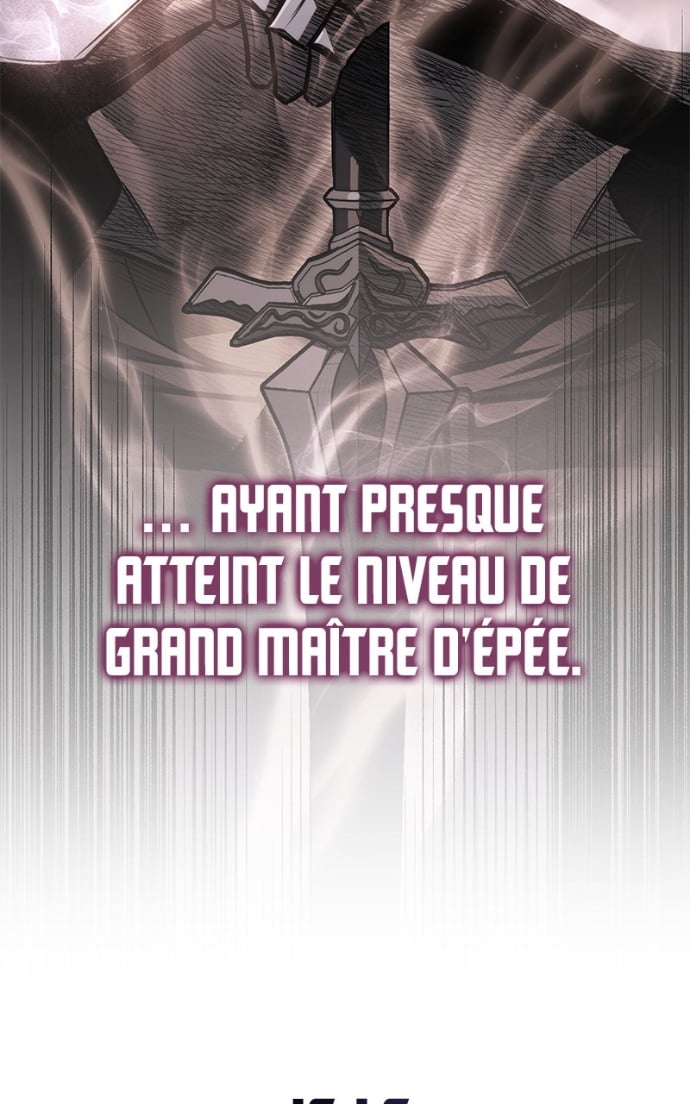 ... AYANT PRESQUE
ATTEINT LE NIVEAU DE
GRAND MAÎTRE D'ÉPÉE.